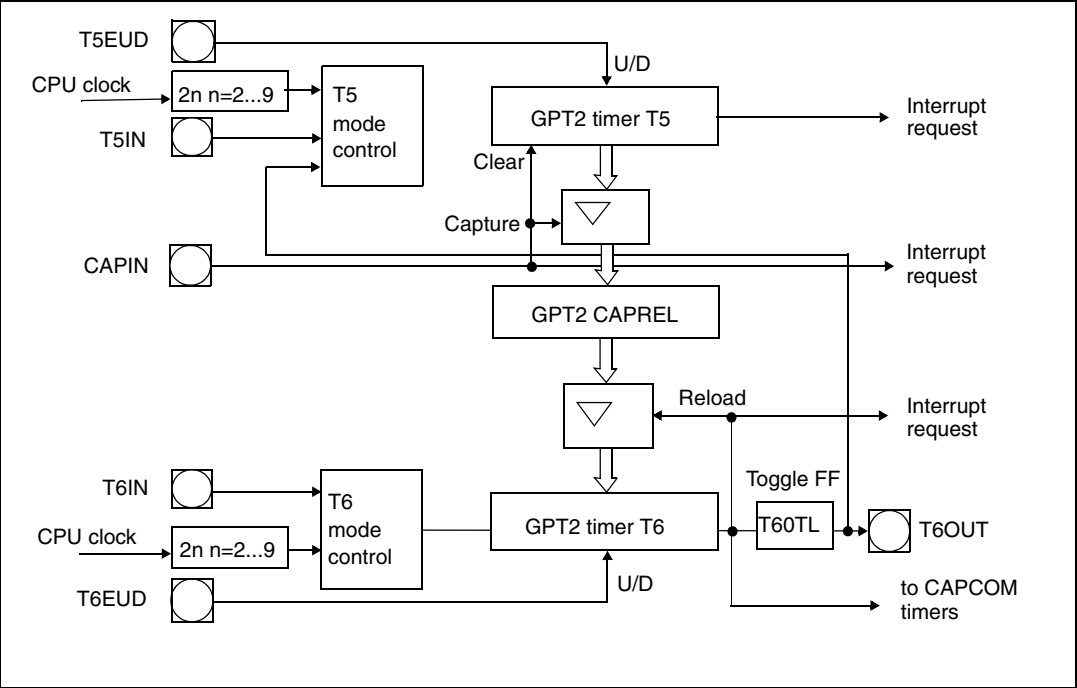 T5EUD
U/D
CPU clock
2n n=2...9
T5
mode
control
GPT2 timer T5
Interrupt
request
T5IN
Clear
Capture
CAPIN
Interrupt
request
GPT2 CAPREL
Reload
Interrupt
request
T6IN
T6
mode
control
Toggle FF
GPT2 timer T6
T60TL
T6OUT
CPU clock
2n n=2...9
T6EUD
U/D
to CAPCOM
timers